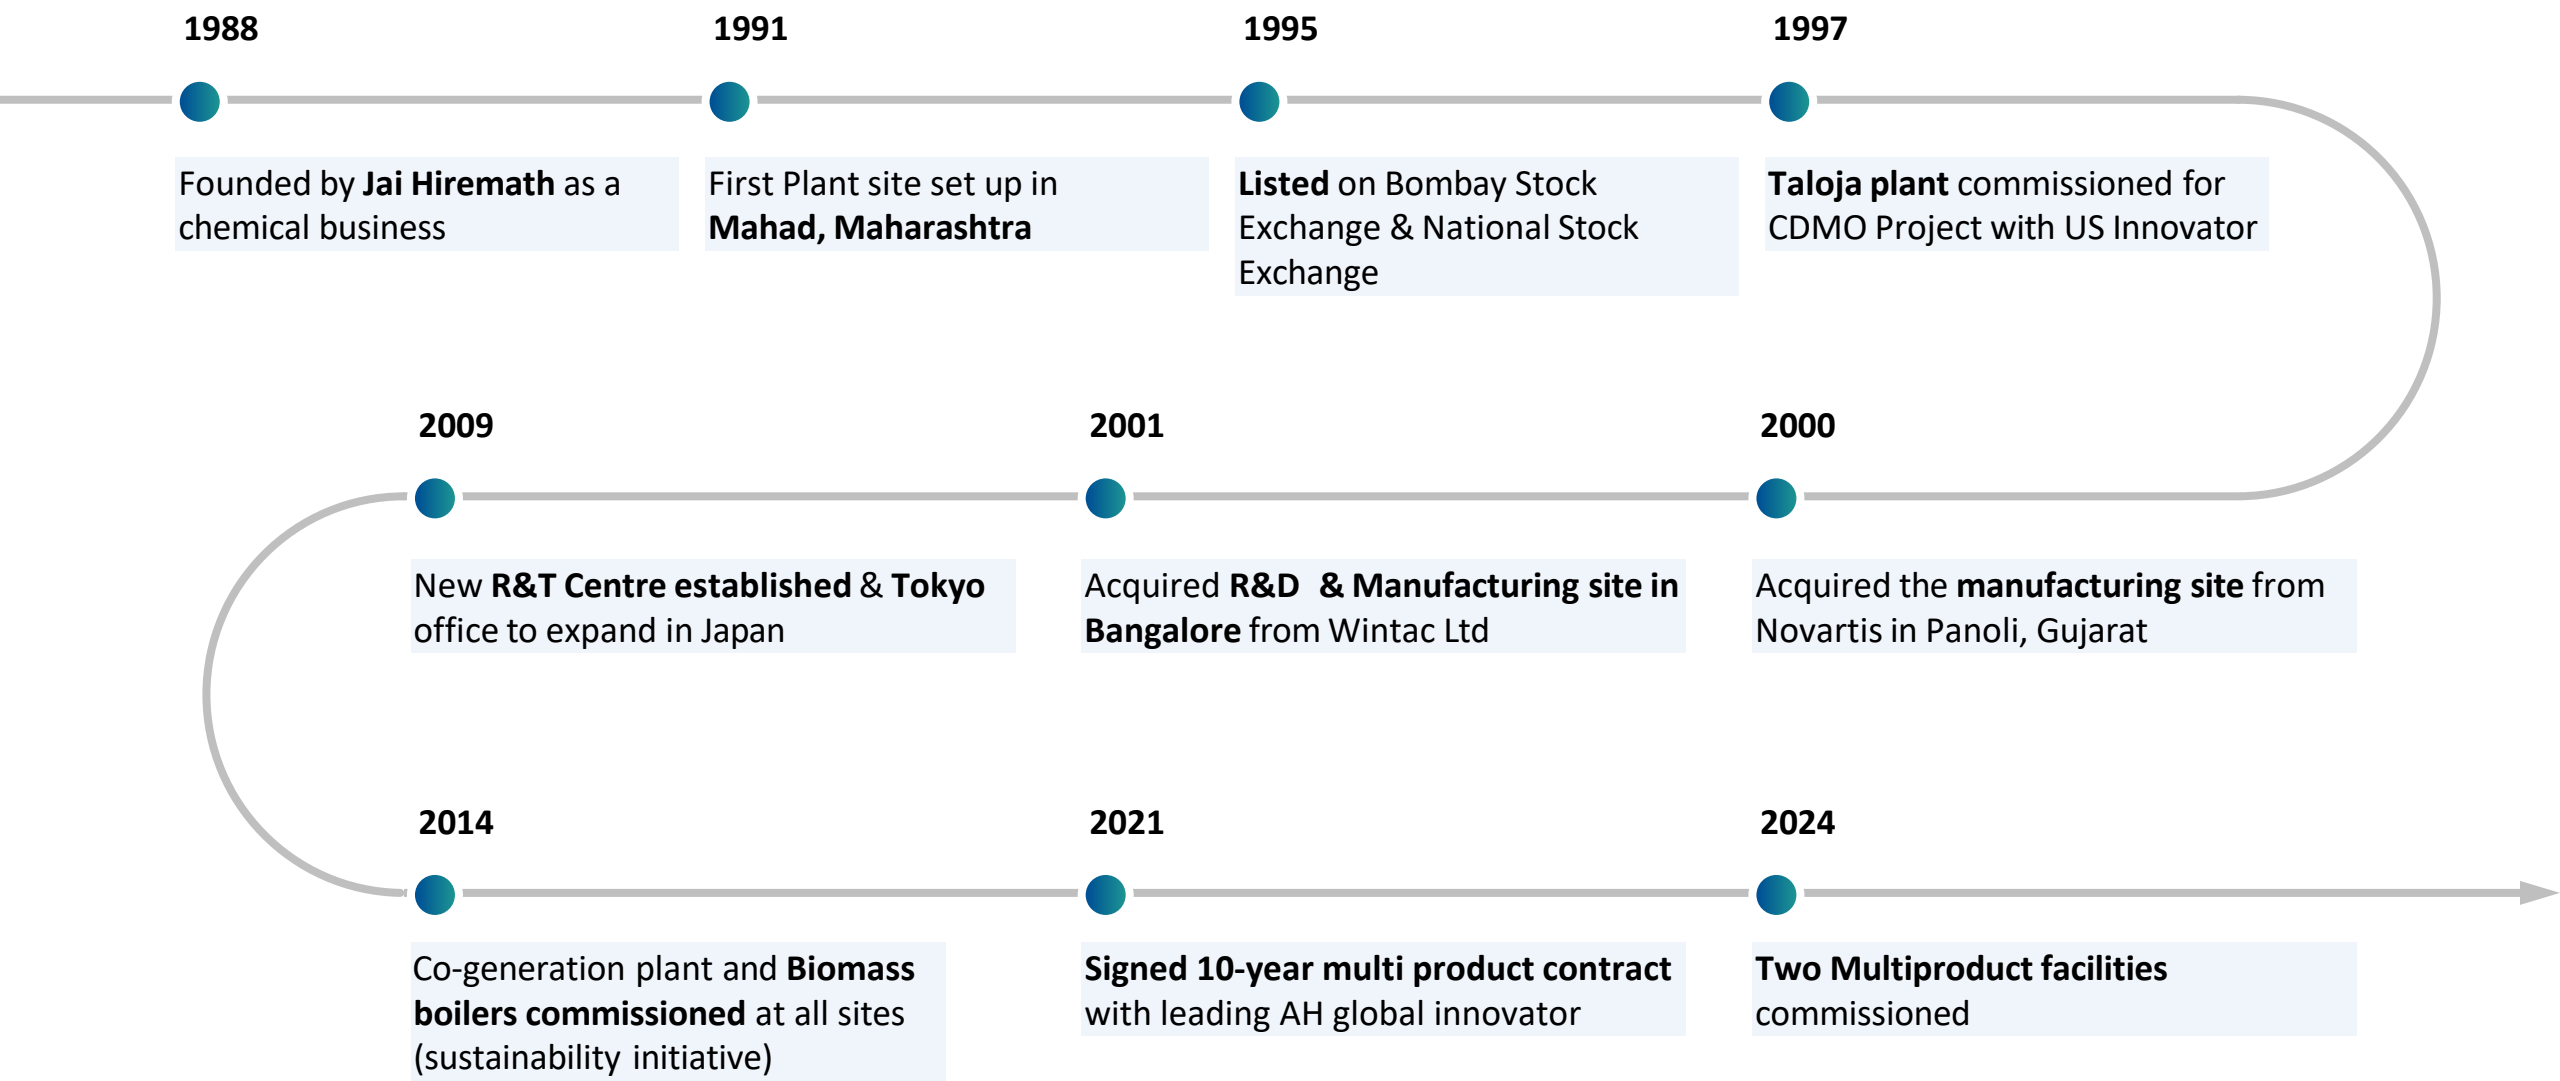 1988
Founded by Jai Hiremath as a
chemical business
1991
First Plant site set up in
Mahad, Maharashtra
1995
Listed on Bombay Stock
Exchange & National Stock
Exchange
1997
Taloja plant commissioned for
CDMO Project with US Innovator
2000
Acquired the manufacturing site from
Novartis in Panoli, Gujarat
2001
Acquired R&D & Manufacturing site in
Bangalore from Wintac Ltd
2009
New R&T Centre established & Tokyo
office to expand in Japan
2014
Co-generation plant and Biomass
boilers commissioned at all sites
(sustainability initiative)
2021
Signed 10-year multi product contract
with leading AH global innovator
2024
Two Multiproduct facilities
commissioned